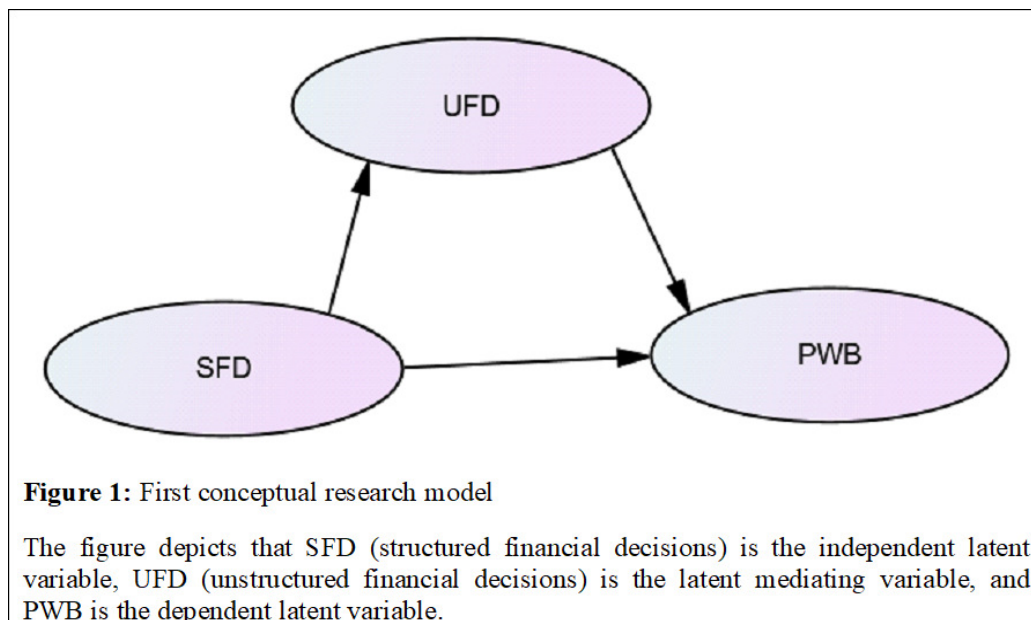 UFD
SFD
PWB
Figure 1: First conceptual research model
The figure depicts that SFD (structured financial decisions) is the independent latent
variable, UFD (unstructured financial decisions) is the latent mediating variable, and
PWB is the dependent latent variable.